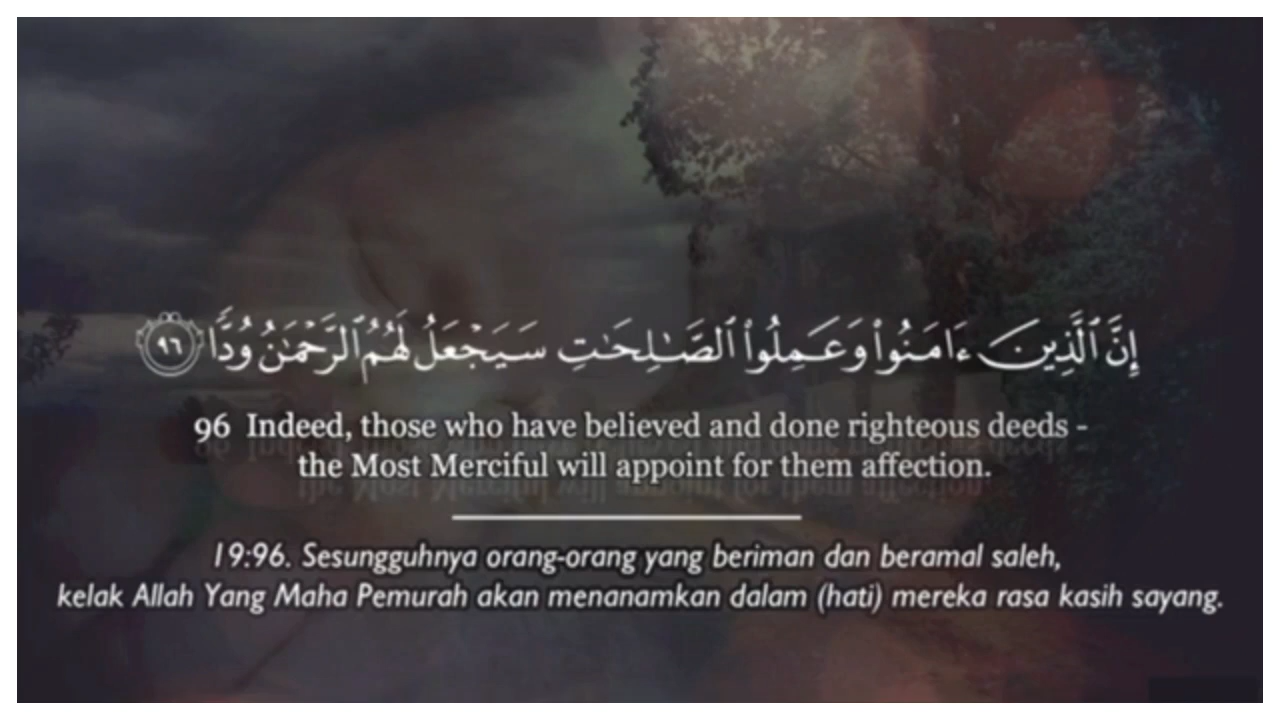 إِنَّ ٱلَّذِينَ ءَامَنُوا۟ وَعَمِلُوا۟ ٱلصَّـٰلِحَـٰتِ سَيَجْعَلُ لَهُمُ ٱلرَّحْمَـٰنُ وُدًّا ٩٦
96 Indeed, those who have believed and done righteous deeds -
the Most Merciful will appoint for them affection.
19:96. Sesungguhnya orang-orang yang beriman dan beramal saleh,
kelak Allah Yang Maha Pemurah akan menanamkan dalam (hati) mereka rasa kasih sayang.